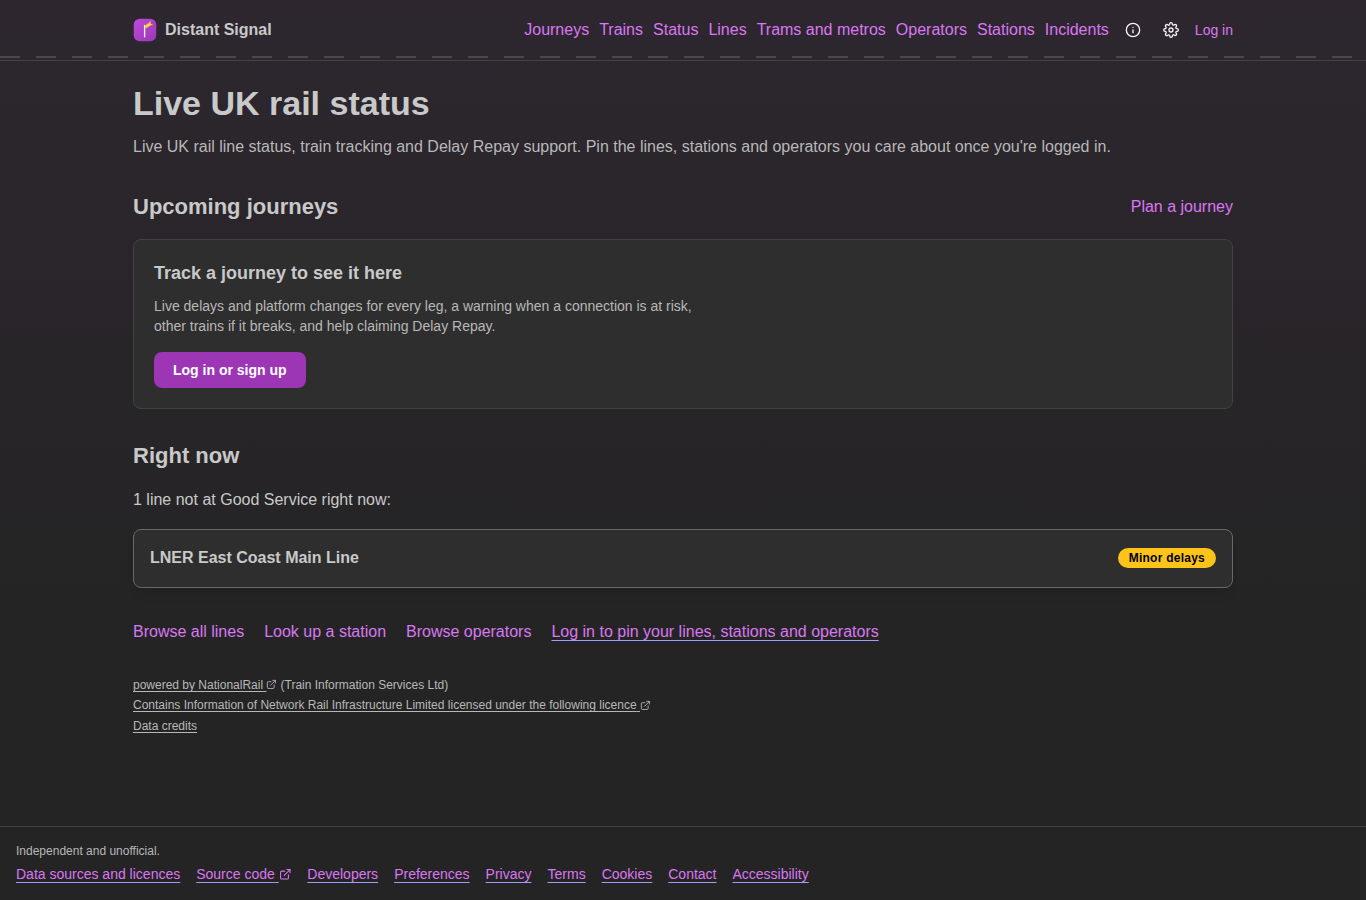 Distant Signal
Journeys Trains Status Lines Trams and metros Operators Stations Incidents Log in
Live UK rail status
Live UK rail line status, train tracking and Delay Repay support. Pin the lines, stations and operators you care about once you're logged in.
Upcoming journeys
Plan a journey
Track a journey to see it here
Live delays and platform changes for every leg, a warning when a connection is at risk,
other trains if it breaks, and help claiming Delay Repay.
Log in or sign up
Right now
1 line not at Good Service right now:
LNER East Coast Main Line
Minor delays
Browse all lines Look up a station Browse operators Log in to pin your lines, stations and operators
powered by NationalRail (Train Information Services Ltd)
Contains Information of Network Rail Infrastructure Limited licensed under the following licence
Data credits
Independent and unofficial.
Data sources and licences Source code Developers Preferences Privacy Terms Cookies Contact Accessibility